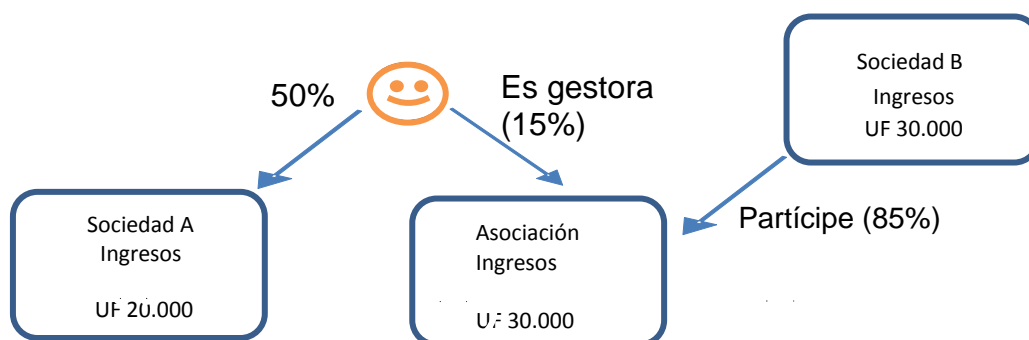 50%
Es gestora
(15%)
Sociedad B
Ingresos
UF 30.000
Sociedad A
Ingresos
UF 20.000
Asociación
Ingresos
UF 30.000
Partícipe (85%)